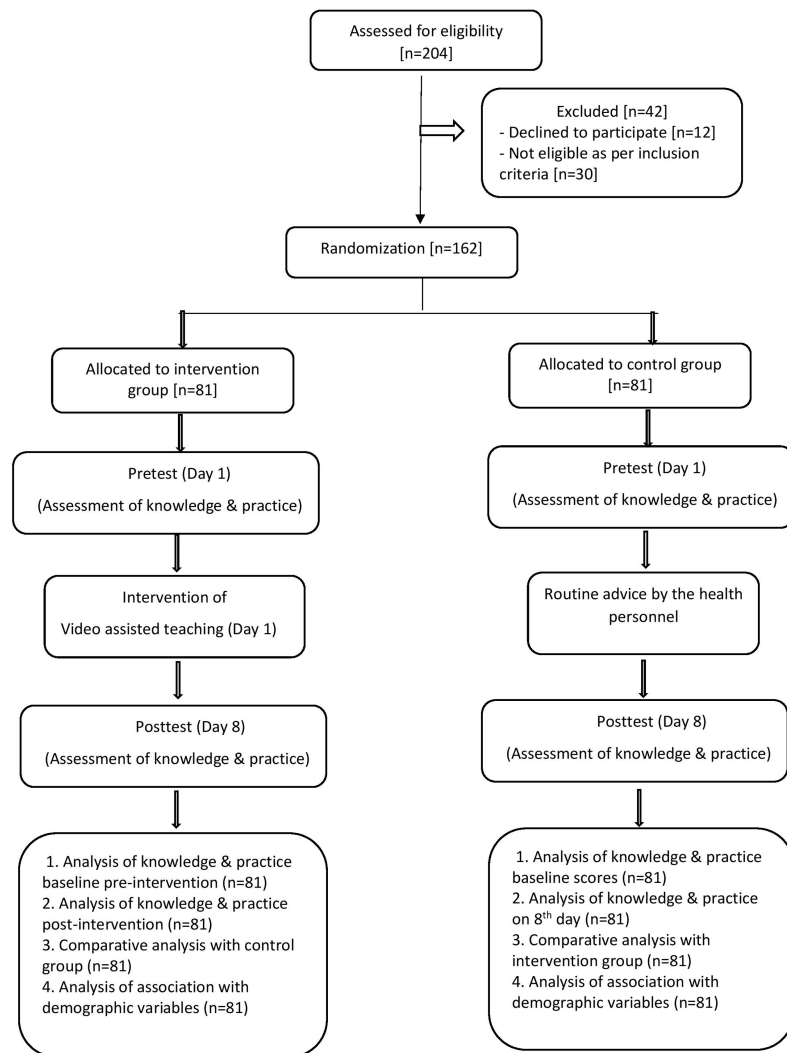 Assessed for eligibility
[n=204]
Excluded [n=42]
- Declined to participate [n=12]
- Not eligible as per inclusion
criteria [n=30]
Randomization [n=162]
Allocated to intervention
group [n=81]
Allocated to control group
[n=81]
Pretest (Day 1)
(Assessment of knowledge & practice)
Pretest (Day 1)
(Assessment of knowledge & practice)
Intervention of
Video assisted teaching (Day 1)
Routine advice by the health
personnel
Posttest (Day 8)
(Assessment of knowledge & practice)
Posttest (Day 8)
(Assessment of knowledge & practice)
1. Analysis of knowledge & practice
baseline pre-intervention (n=81)
2. Analysis of knowledge & practice
post-intervention (n=81)
3. Comparative analysis with control
group (n=81)
4. Analysis of association with
demographic variables (n=81)
1. Analysis of knowledge & practice
baseline scores (n=81)
2. Analysis of knowledge & practice
on 8th day (n=81)
3. Comparative analysis with
intervention group (n=81)
4. Analysis of association with
demographic variables (n=81)